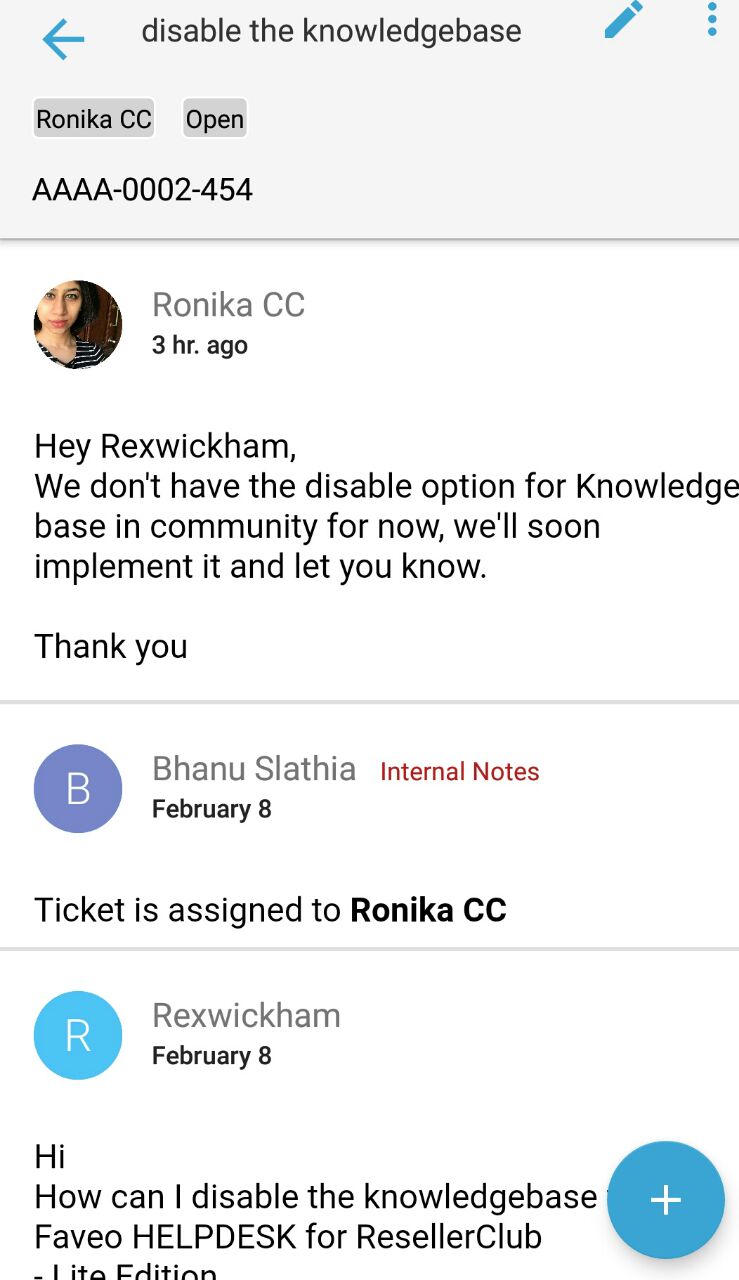 disable the knowledgebase
Ronika CC Open
AAAA-0002-454
Ronika CC
3 hr. ago
Hey Rexwickham,
We don't have the disable option for Knowledge
base in community for now, we'll soon
implement it and let you know.
Thank you
B
Bhanu Slathia Internal Notes
February 8
Ticket is assigned to Ronika CC
R
Rexwickham
February 8
Hi
How can I disable the knowledgebase
Faveo HELPDESK for ResellerClub
- Lite Edition